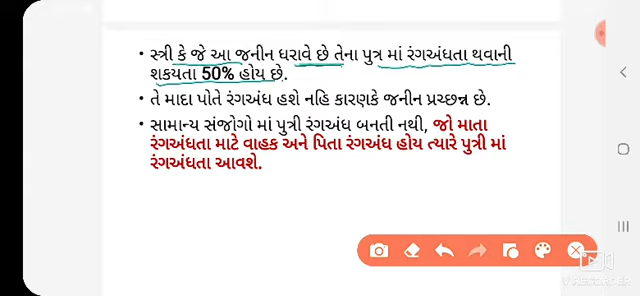 • સ્ત્રી કે જે આ જનીન ધરાવે છે તેના પુત્ર માં રંગઅંધતા થવાની
શકયતા 50% હોય છે.
• તે માદા પોતે રંગઅંધ હશે નહિ કારણકે જનીન પ્રચ્છન્ન છે.
• સામાન્ય સંજોગો માં પુત્રી રંગઅંધ બનતી નથી, જો માતા
રંગઅંધતા માટે વાહક અને પિતા રંગઅંધ હોય ત્યારે પુત્રી માં
રંગઅંધતા આવશે.
V RECORDER